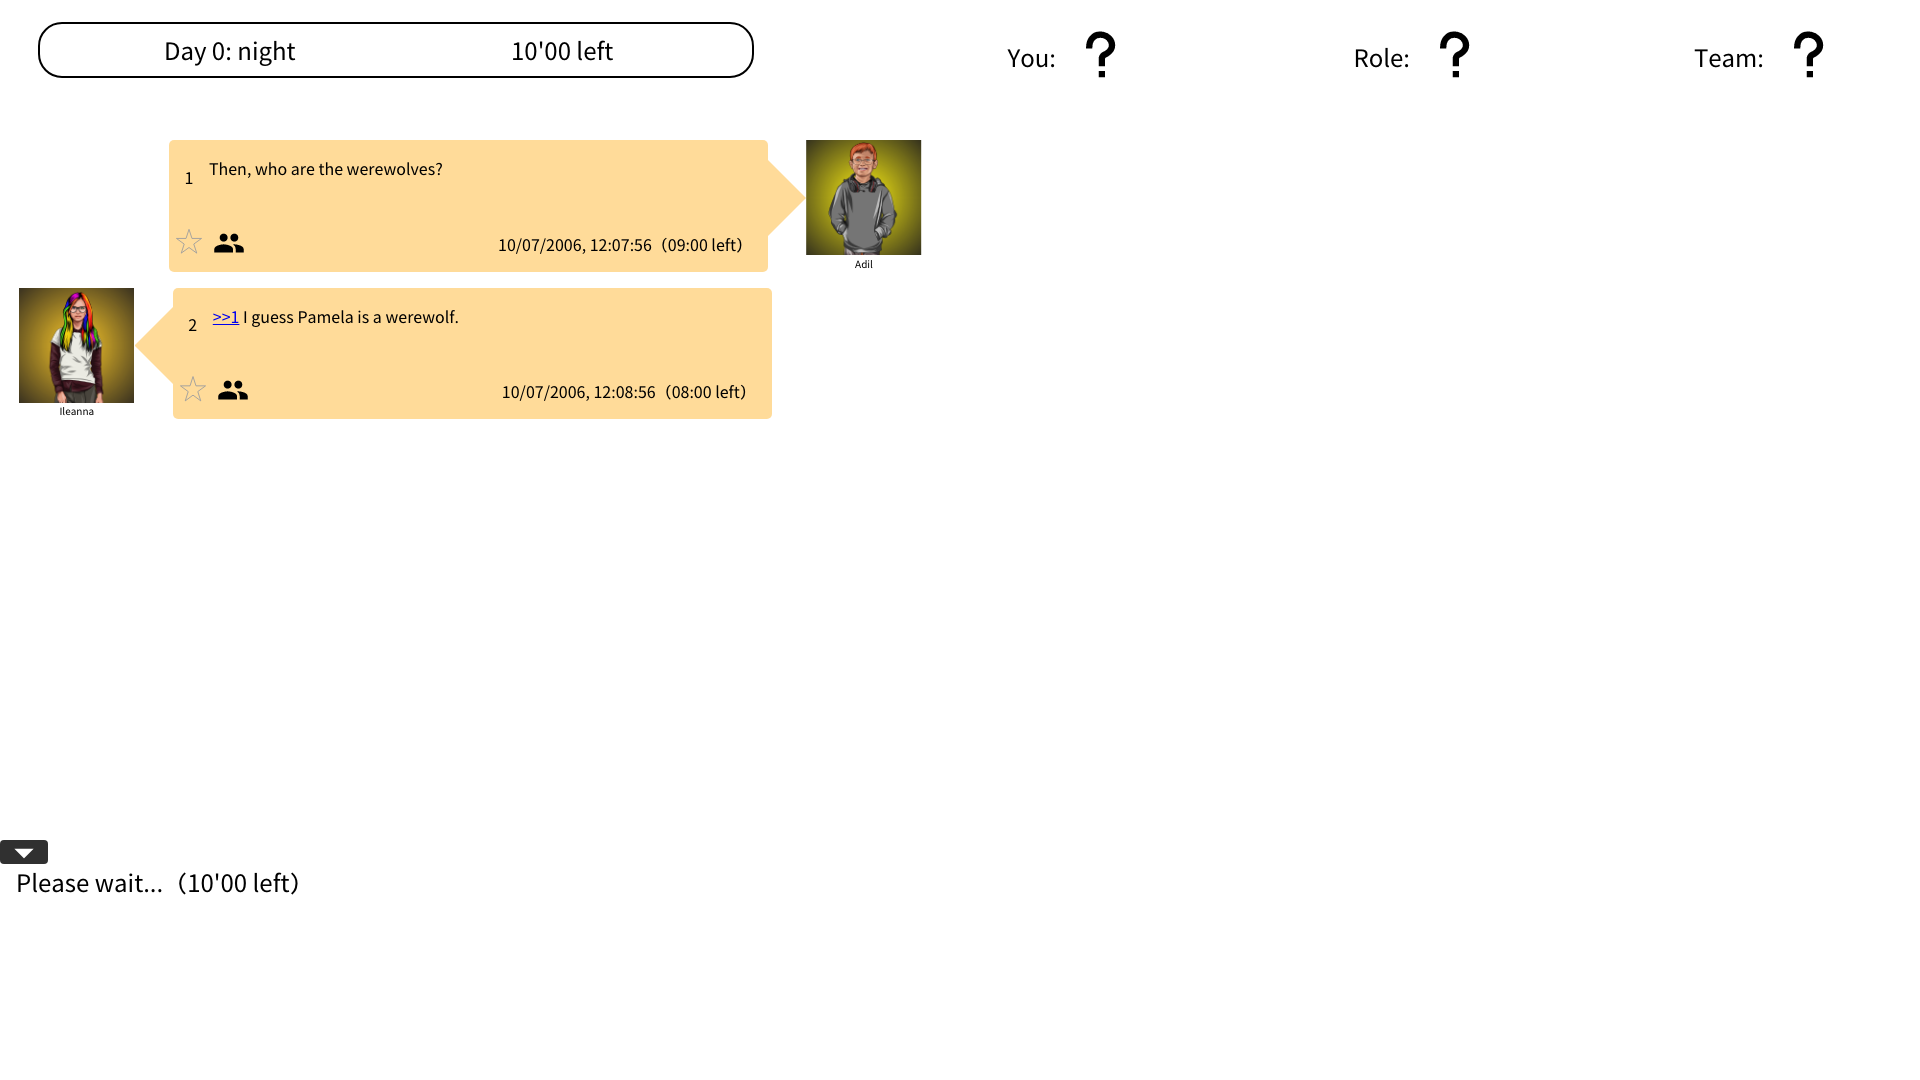 Day 0: night 10'00 left
You: ? Role: ? Team: ?
1 Then, who are the werewolves?
10/07/2006, 12:07:56（09:00 left）
Adil
2 >>1 I guess Pamela is a werewolf.
10/07/2006, 12:08:56（08:00 left）
Ileanna
Please wait...（10'00 left）